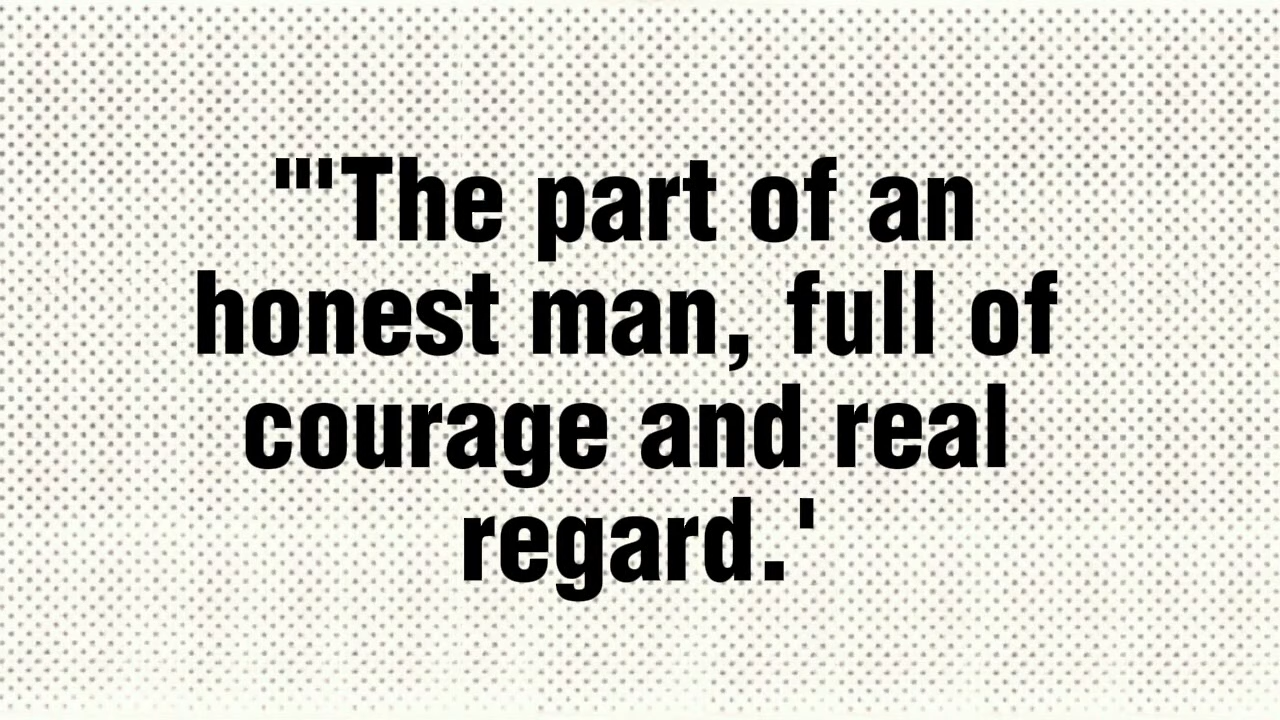 "'The part of an
honest man, full of
courage and real
regard.'